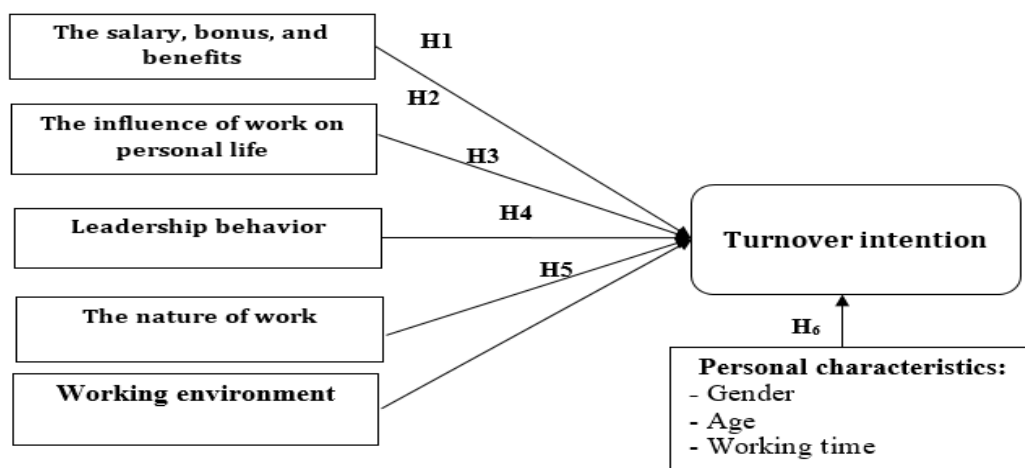 The salary, bonus, and
benefits
H1
H2
The influence of work on
personal life
H3
Leadership behavior
H4
Turnover intention
H5
The nature of work
H6
Working environment
Personal characteristics:
- Gender
- Age
- Working time